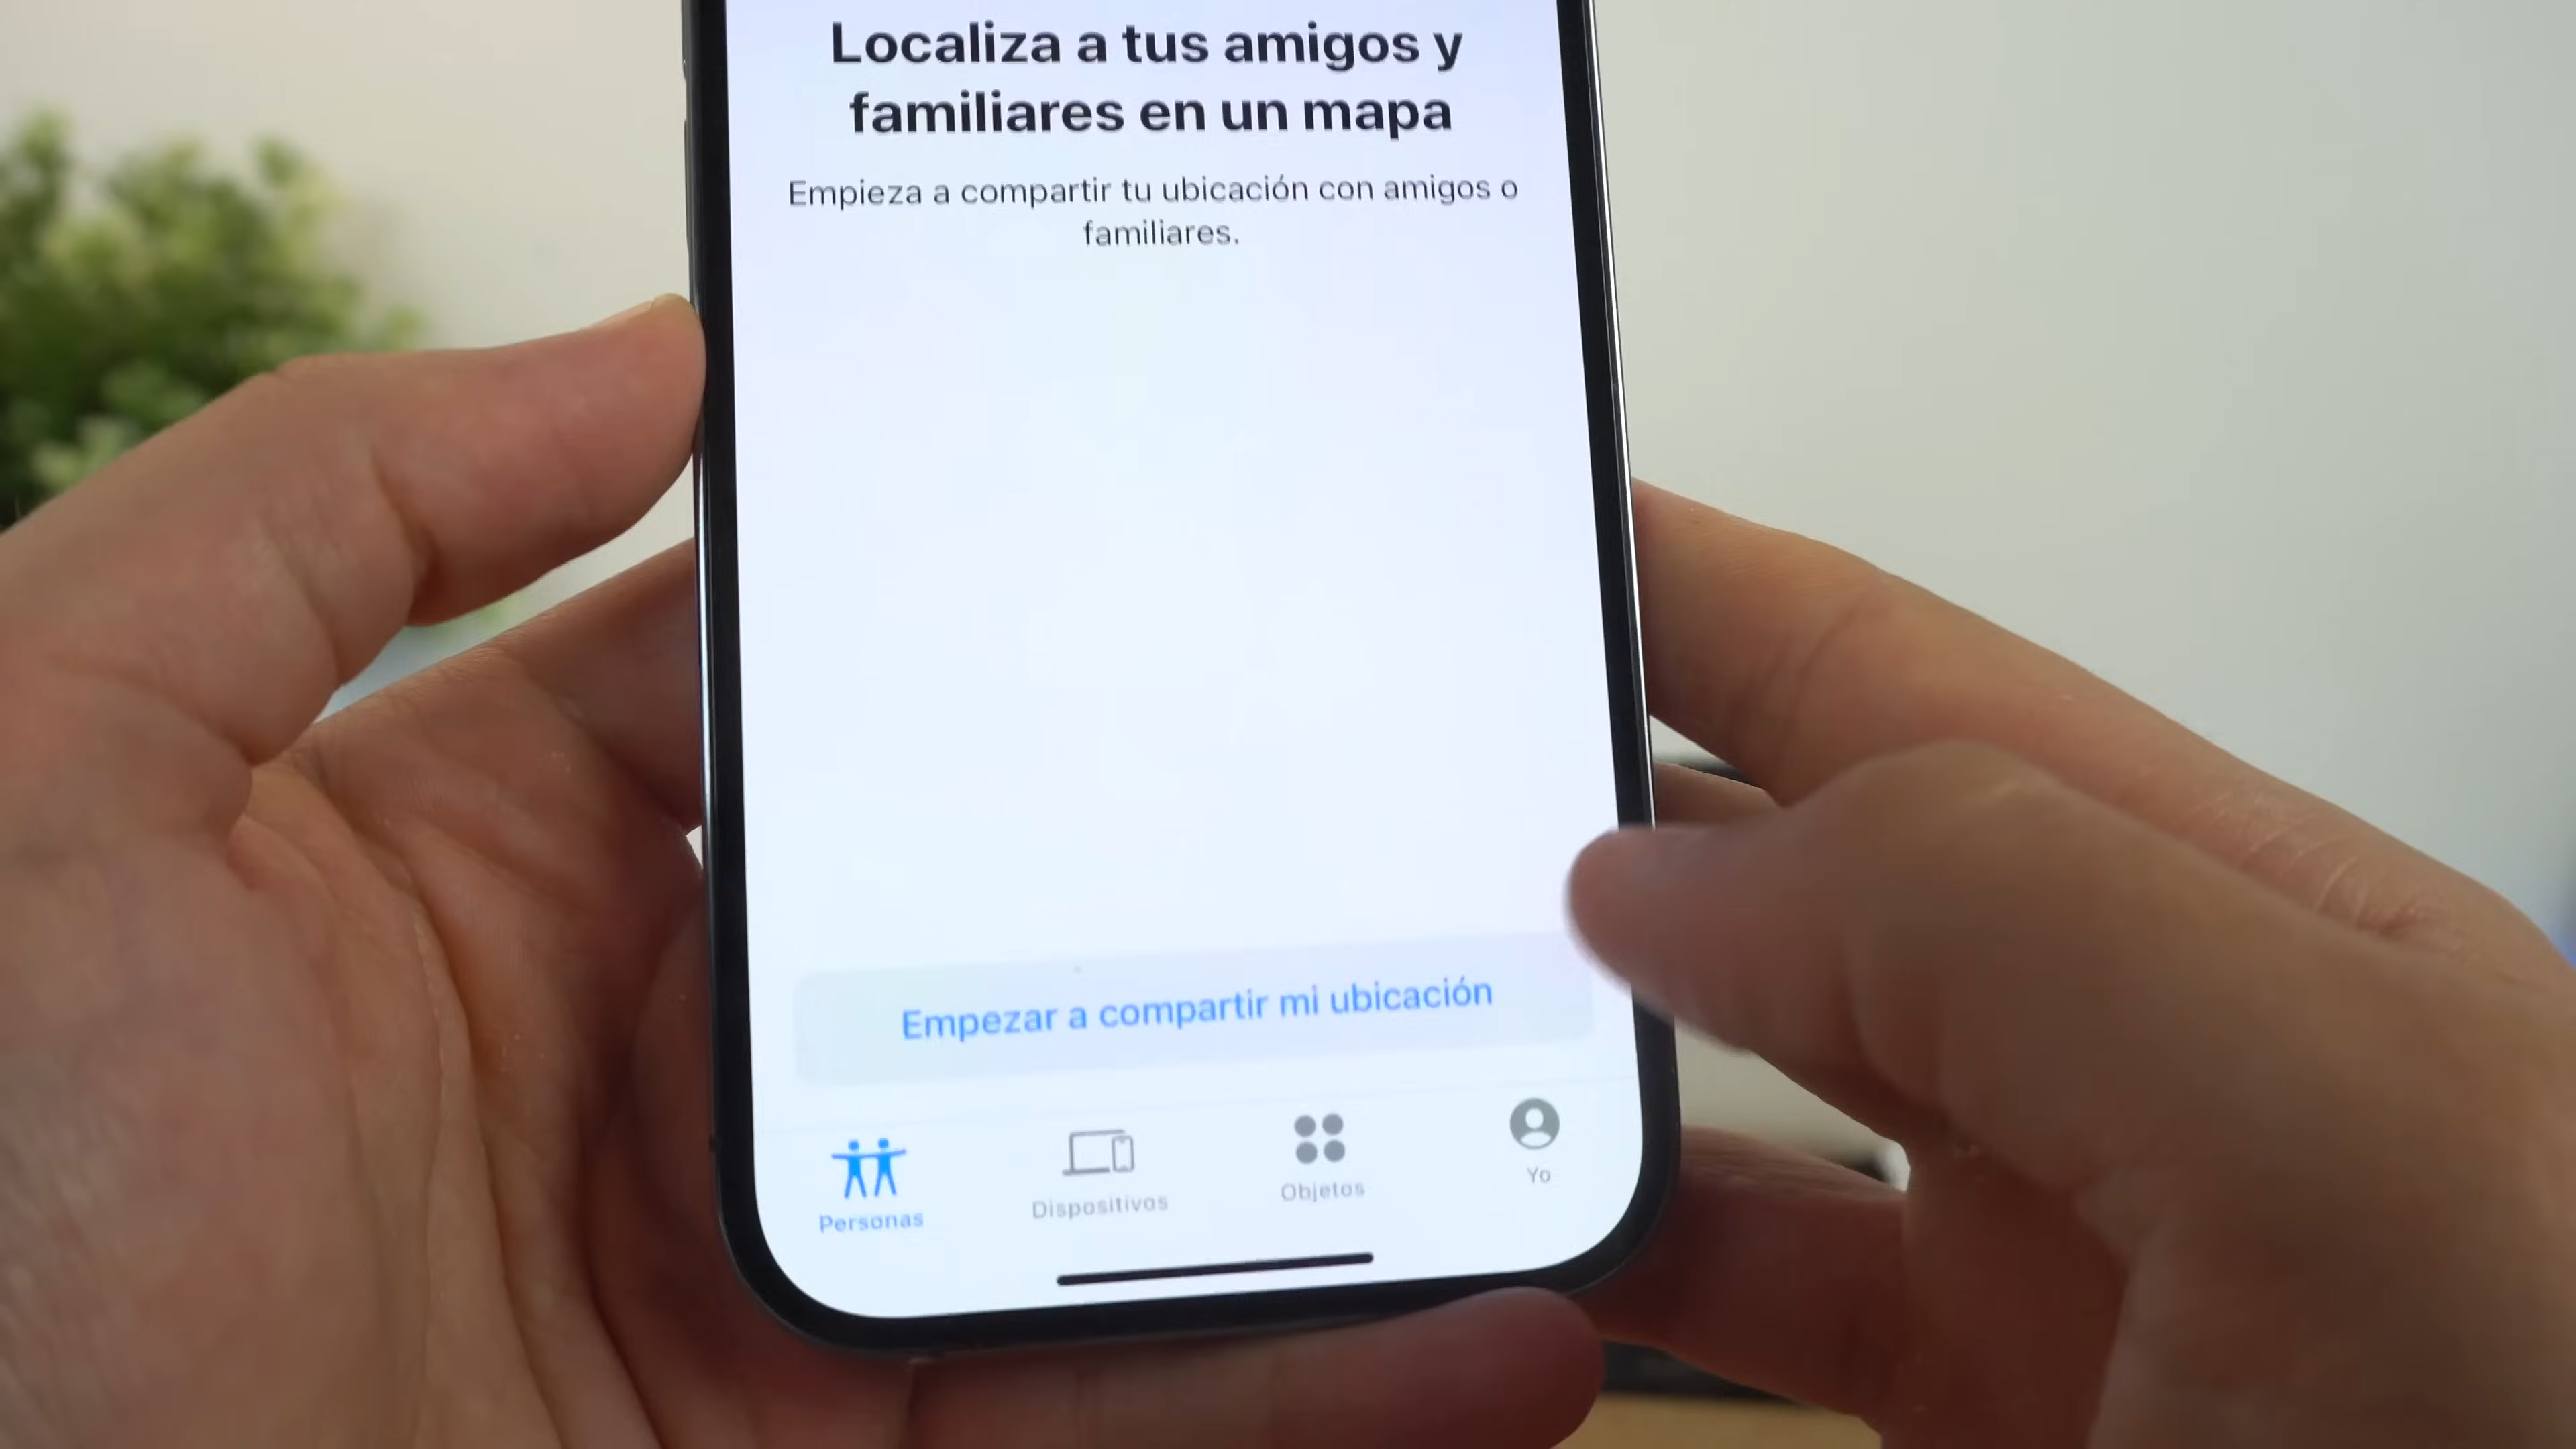 Localiza a tus amigos y
familiares en un mapa
Empieza a compartir tu ubicación con amigos o
familiares.
Empezar a compartir mi ubicación
Personas
Dispositivos
Objetos
Yo